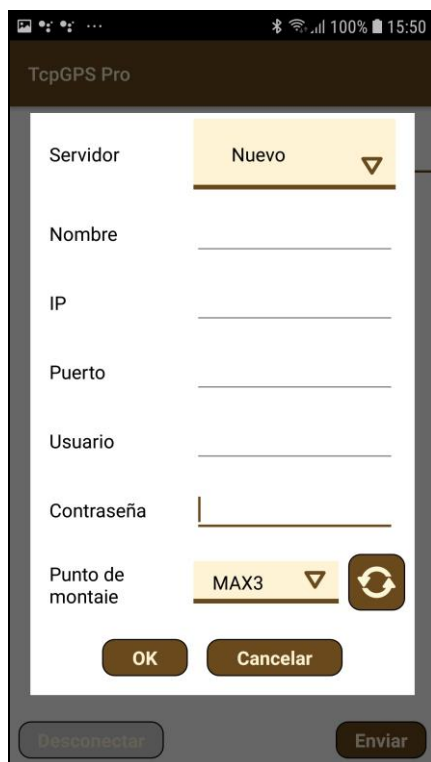 100% 15:50
TcpGPS Pro
Servidor Nuevo
Nombre
IP
Puerto
Usuario
Contraseña
Punto de
montaie MAX3
OK Cancelar
Desconectar Enviar